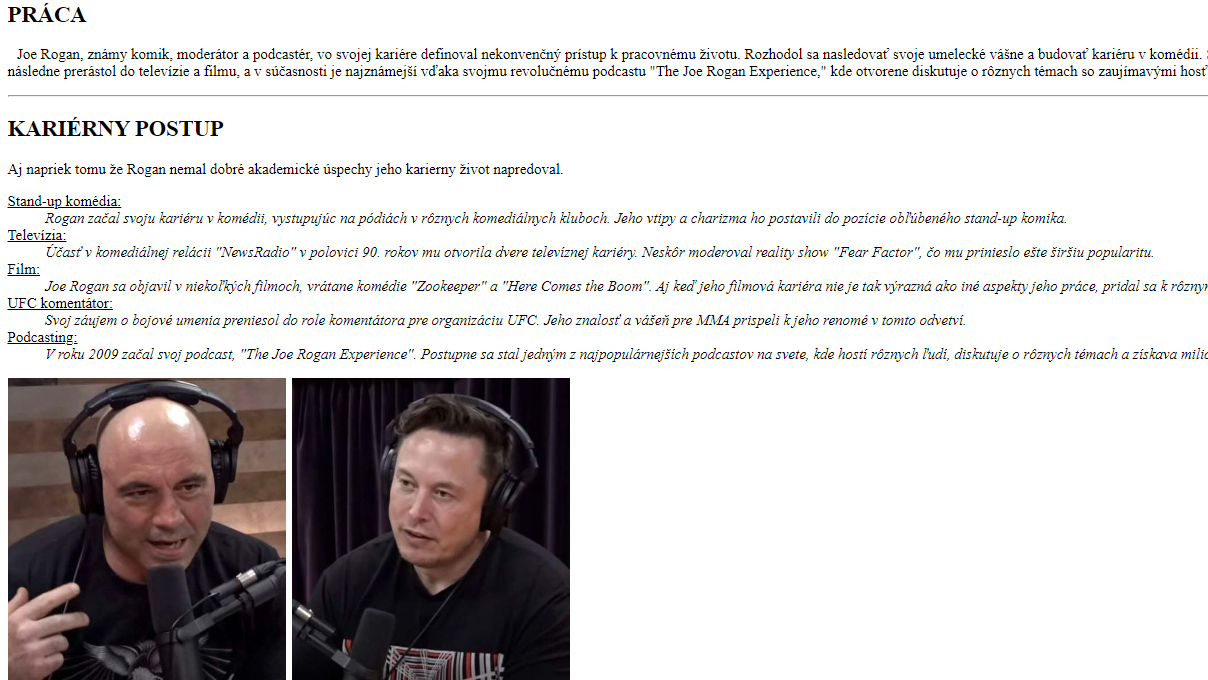 PRÁCA
Joe Rogan, známy komik, moderátor a podcastér, vo svojej kariére definoval nekonvenčný prístup k pracovnému životu. Rozhodol sa nasledovať svoje umelecké vášne a budovať kariéru v komédii.
následne prerástol do televízie a filmu, a v súčasnosti je najznámejší vďaka svojmu revolučnému podcastu "The Joe Rogan Experience," kde otvorene diskutuje o rôznych témach so zaujímavými hosť
KARIÉRNY POSTUP
Aj napriek tomu že Rogan nemal dobré akademické úspechy jeho karierny život napredoval.
Stand-up komédia:
Rogan začal svoju kariéru v komédii, vystupujúc na pódiách v rôznych komediálnych kluboch. Jeho vtipy a charizma ho postavili do pozície obľúbeného stand-up komika.
Televízia:
Účasť v komediálnej relácii "NewsRadio" v polovici 90. rokov mu otvorila dvere televíznej kariéry. Neskôr moderoval reality show "Fear Factor", čo mu prinieslo ešte širšiu popularitu.
Film:
Joe Rogan sa objavil v niekoľkých filmoch, vrátane komédie "Zookeeper" a "Here Comes the Boom". Aj keď jeho filmová kariéra nie je tak výrazná ako iné aspekty jeho práce, pridal sa k rôznyr
UFC komentátor:
Svoj záujem o bojové umenia preniesol do role komentátora pre organizáciu UFC. Jeho znalosť a vášeň pre MMA prispeli k jeho renomé v tomto odvetví.
Podcasting:
V roku 2009 začal svoj podcast, "The Joe Rogan Experience". Postupne sa stal jedným z najpopulárnejších podcastov na svete, kde hostí rôznych ľudí, diskutuje o rôznych témach a získava milió